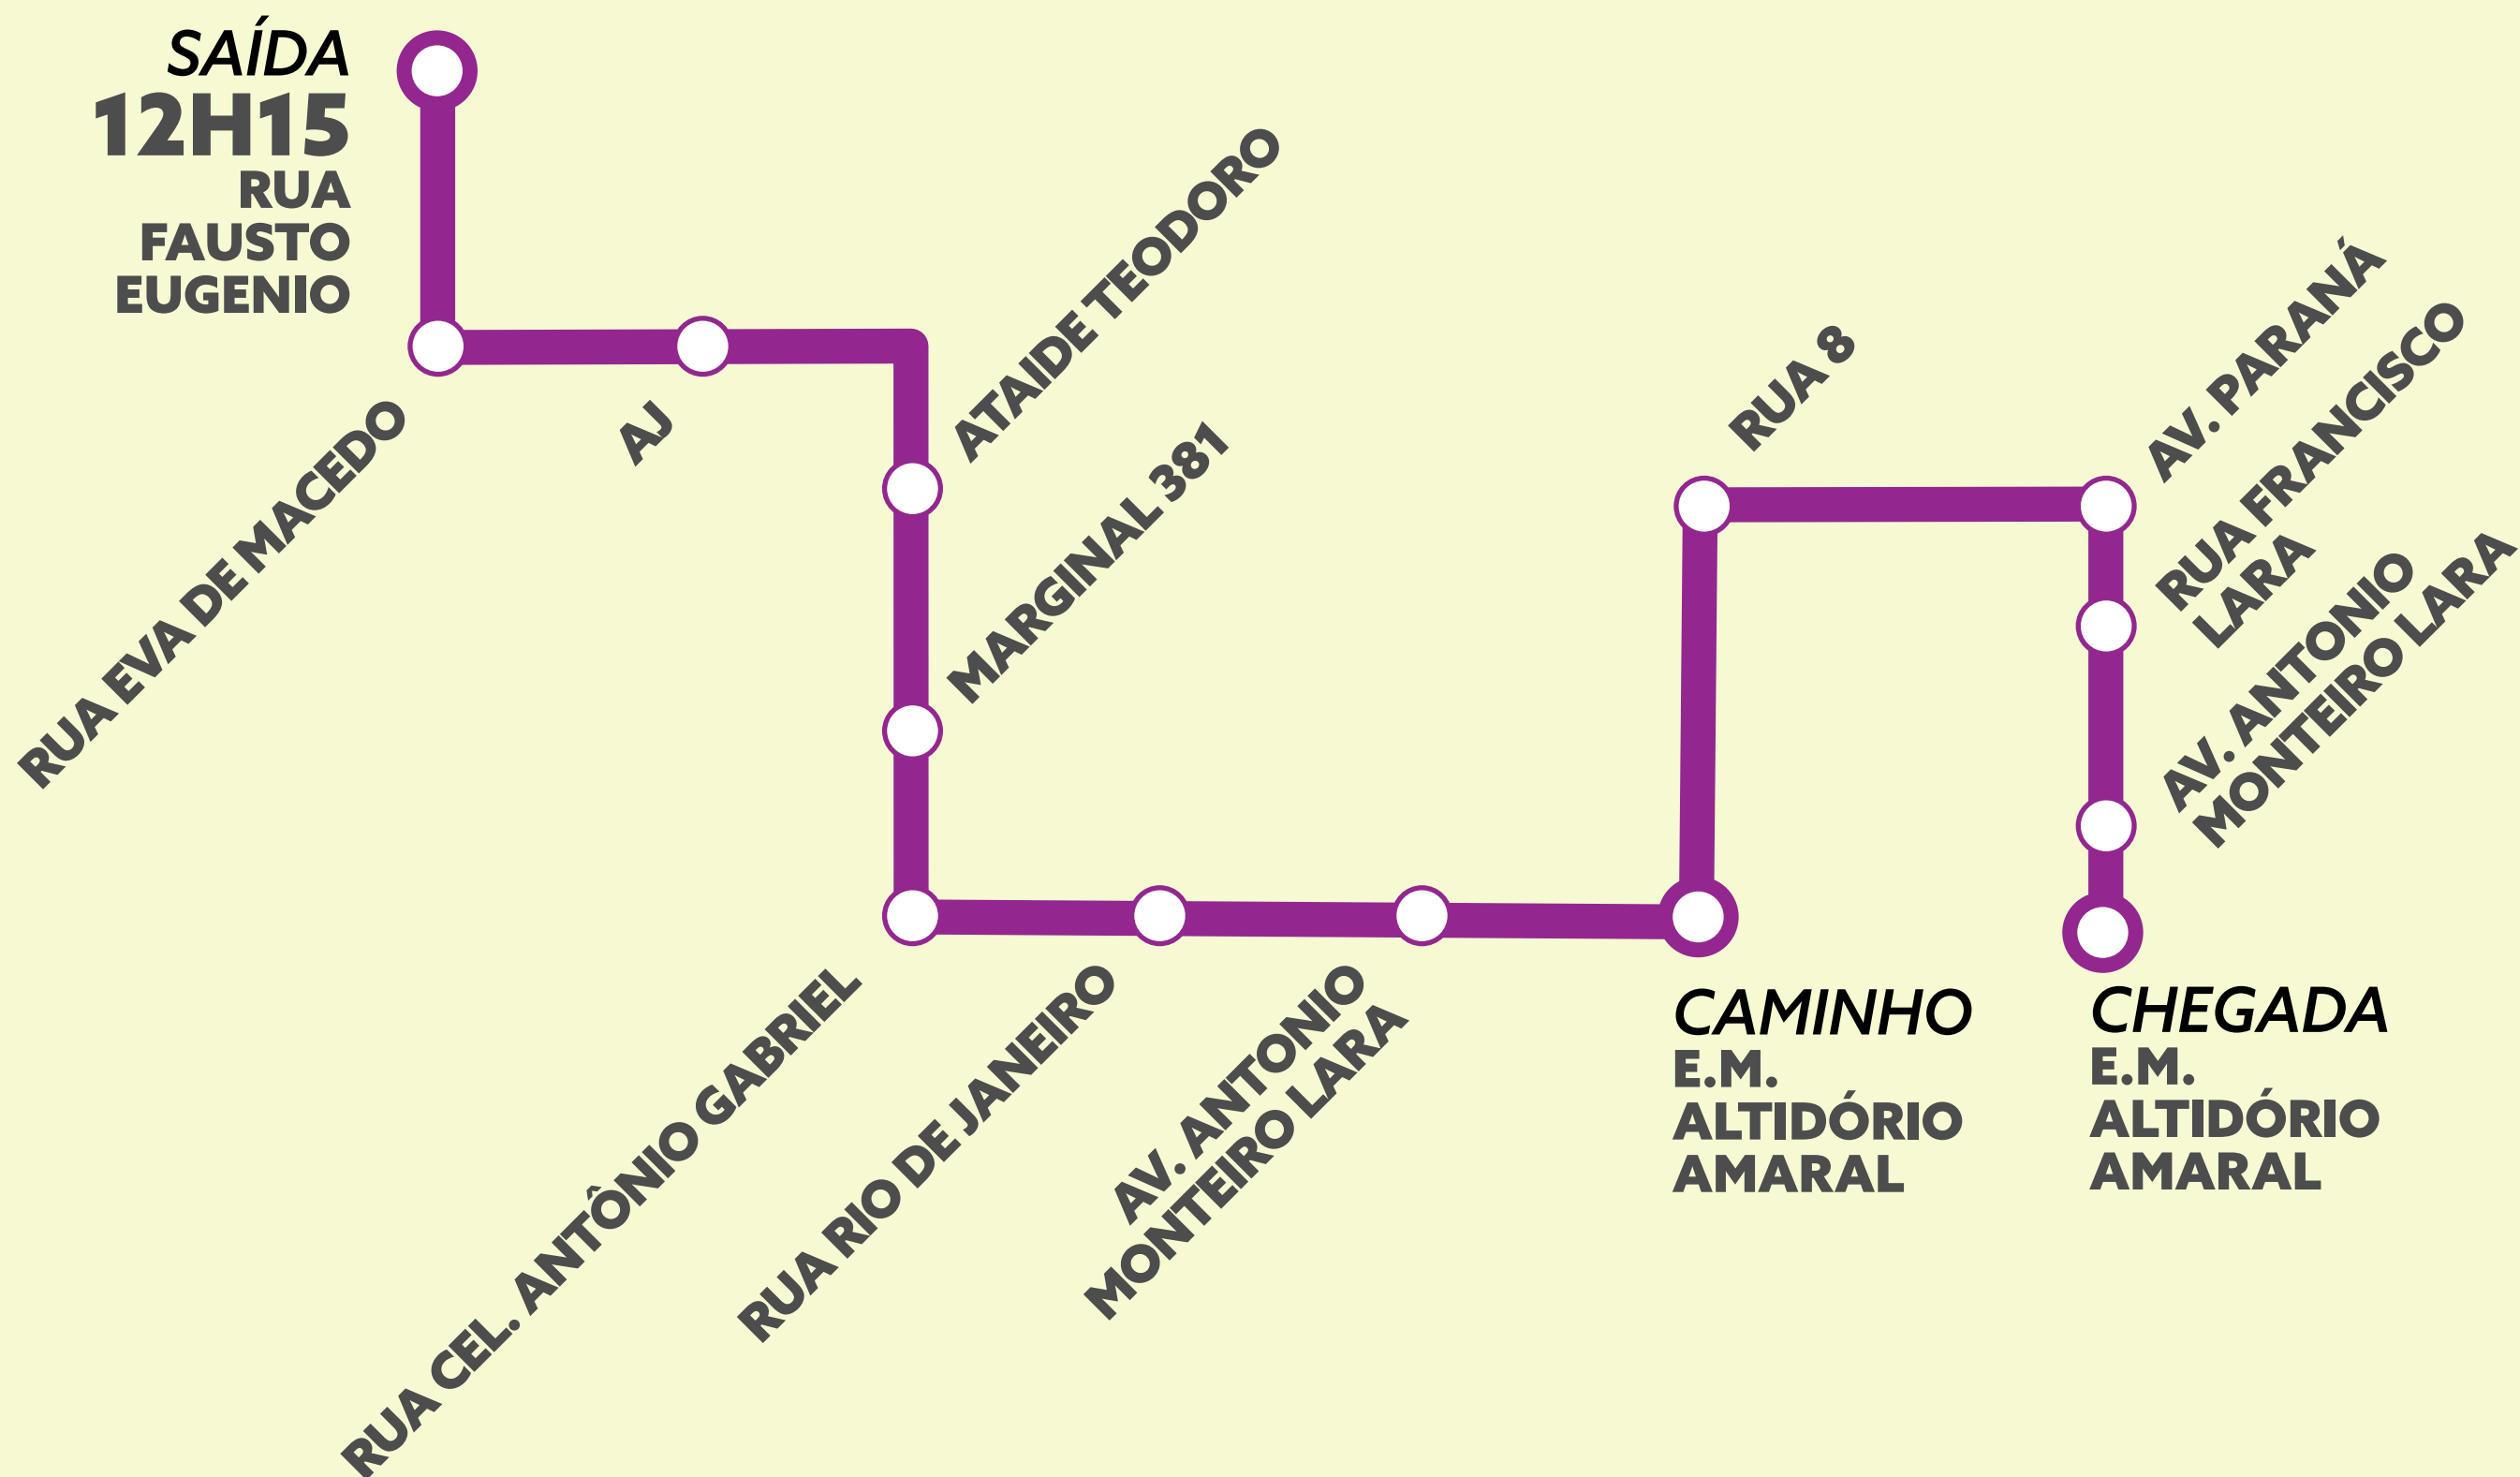 SAÍDA
12H15
RUA
FAUSTO
EUGENIO
RUA EVA DE MACEDO
AJ
ATAIDE TEODORO
MARGINAL 381
RUA CEL. ANTÔNIO GABRIEL
RUA RIO DE JANEIRO
AV. ANTONIO
MONTEIRO LARA
CAMINHO
E.M.
ALTIDÓRIO
AMARAL
RUA 8
AV. PARANÁ
RUA FRANCISCO
LARA
AV. ANTONIO
MONTEIRO LARA
CHEGADA
E.M.
ALTIDÓRIO
AMARAL